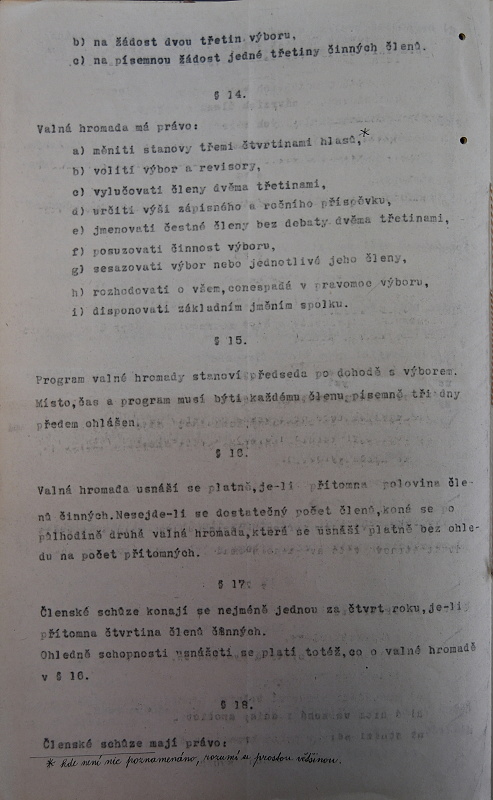 b) na žádost dvou třetin výboru,
c) na písemnou žádost jedné třetiny činných členů.
§ 14.
Valná hromada má právo:
a) měniti stanovy třemi čtvrtinami hlasů,*
b) voliti výbor a revisory,
c) vylučovati členy dvěma třetinami,
d) určiti výši zápisného a ročního příspěvku,
e) jmenovati čestné členy bez debaty dvěma třetinami,
f) posuzovati činnost výboru,
g) sesazovati výbor nebo jednotlivé jeho členy,
h) rozhodovati o všem,conespadá v pravomoc výboru,
i) disponovati základním jměním spolku.
§ 15.
Program valné hromady stanoví předseda po dohodě s výborem.
Místo,čas a program musí býti každému členu písemně tři dny
předem ohlášen.
§ 16.
Valná hromada usnáší se platně,je-li přítomna polovina čle-
nů činných.Nesejde-li se dostatečný počet členů,koná se po
půlhodině druhá valná hromada,která se usnáší platně bez ohle-
du na počet přítomných.
§ 17.
Členské schůze konají se nejméně jednou za čtvrt roku,je-li
přítomna čtvrtina členů činných.
Ohledně schopnosti usnášeti se platí totéž,co o valné hromadě
v § 16.
§ 18.
Členské schůze mají právo:
* kde není nic poznamenáno, rozumí se prostou většinou.